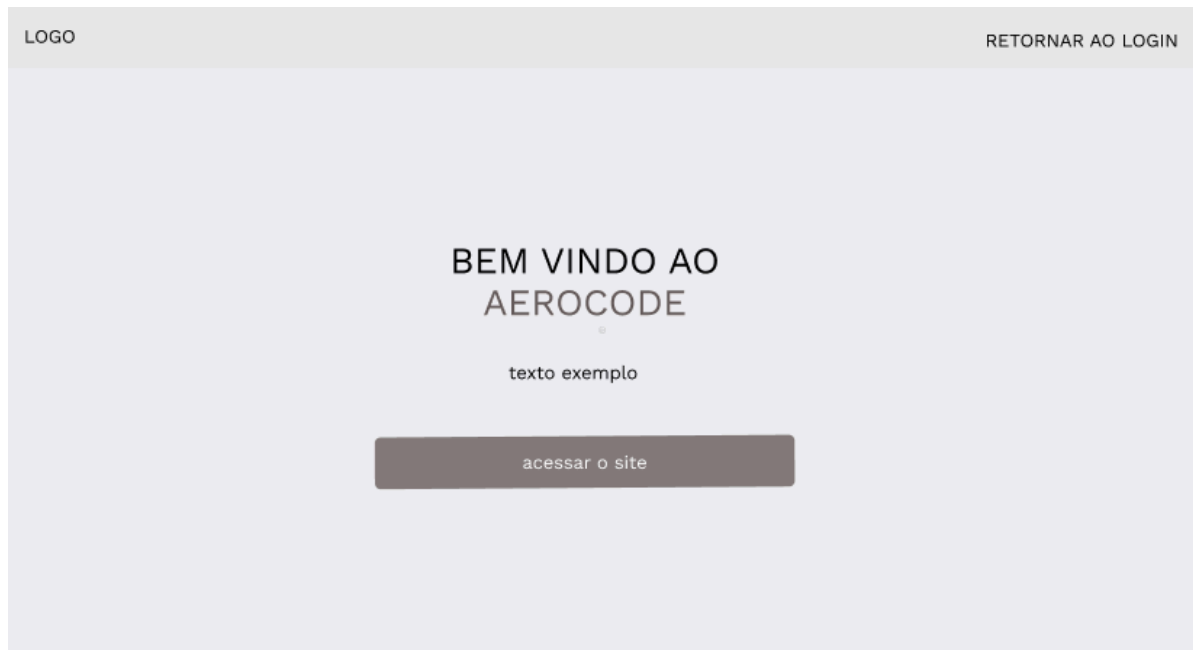 LOGO
RETORNAR AO LOGIN
BEM VINDO AO
AEROCODE
texto exemplo
acessar o site